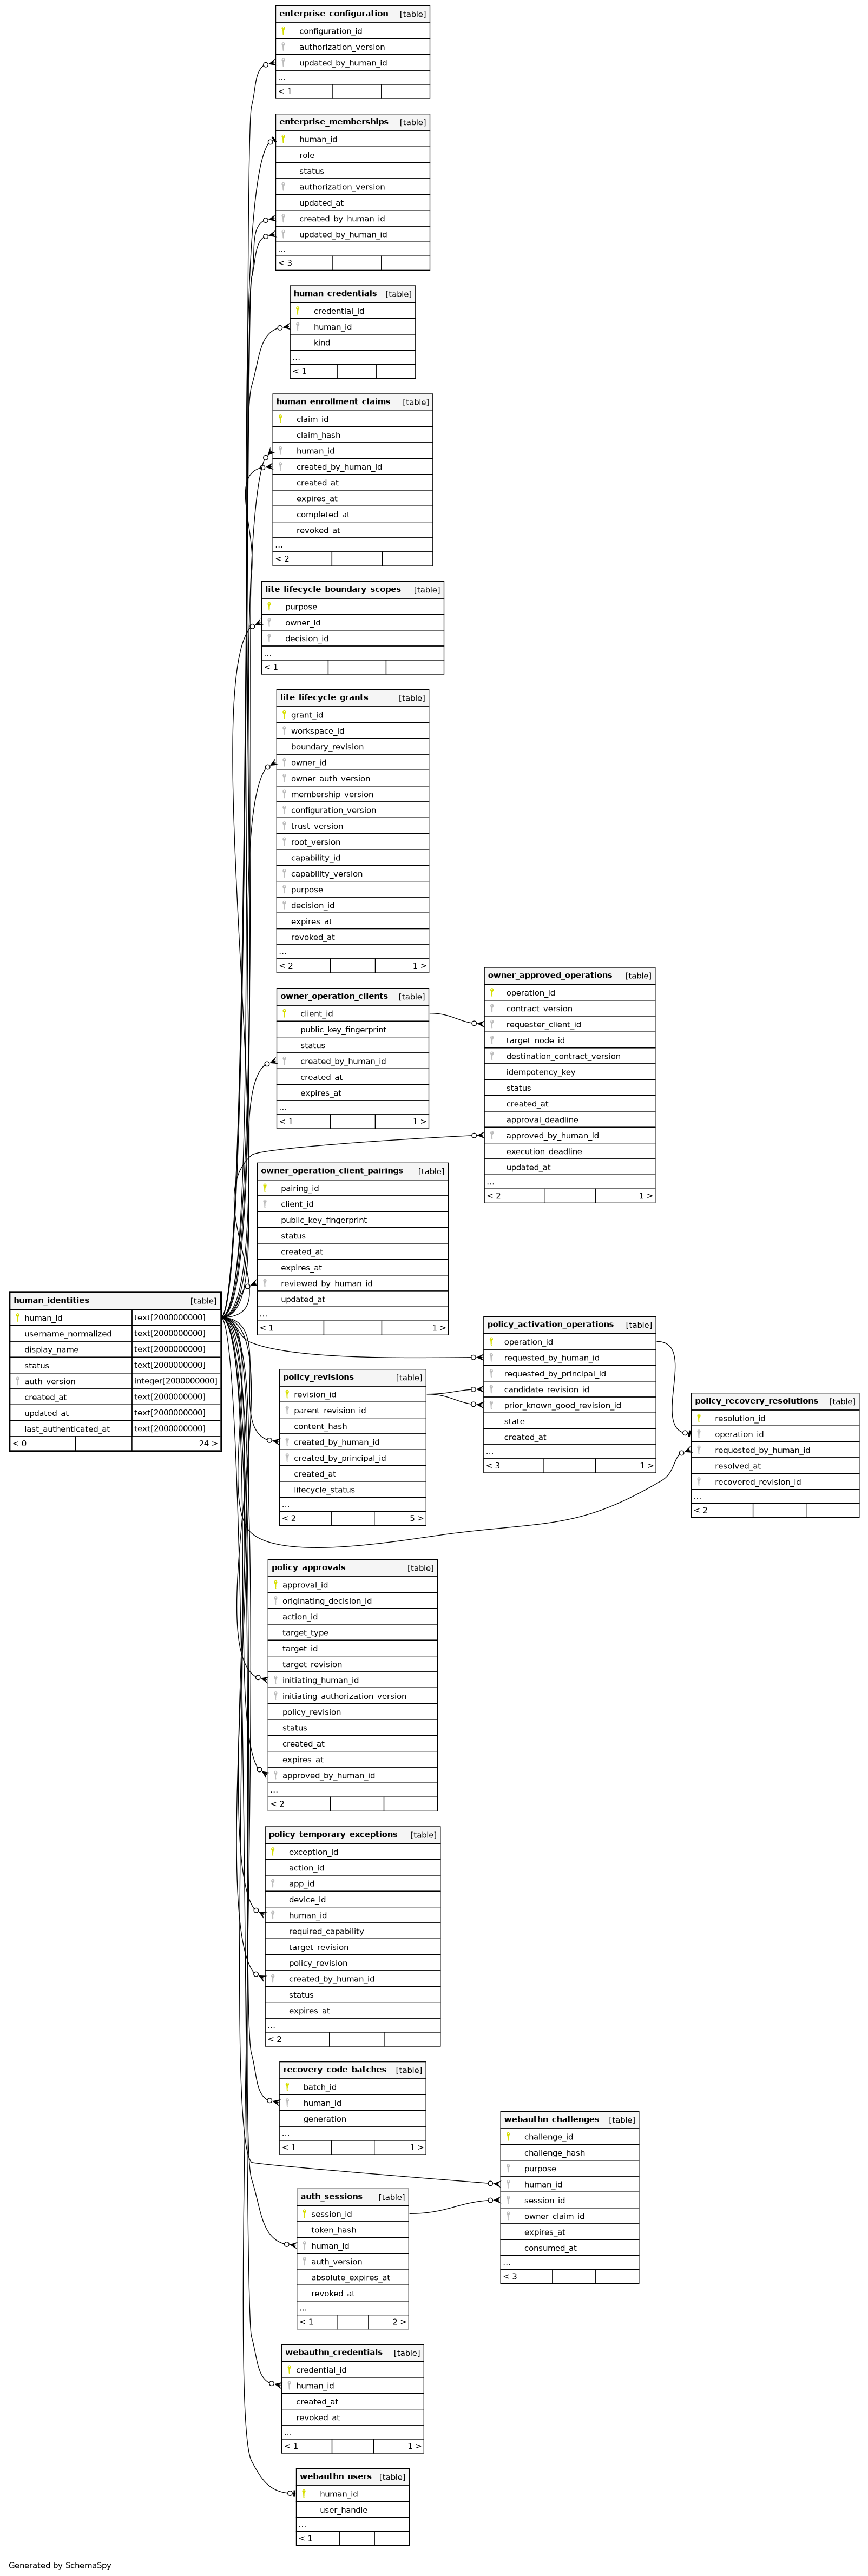 enterprise_configuration [table]
configuration_id
authorization_version
updated_by_human_id
...
< 1
enterprise_memberships [table]
human_id
role
status
authorization_version
updated_at
created_by_human_id
updated_by_human_id
...
< 3
human_credentials [table]
credential_id
human_id
kind
...
< 1
human_enrollment_claims [table]
claim_id
claim_hash
human_id
created_by_human_id
created_at
expires_at
completed_at
revoked_at
...
< 2
lite_lifecycle_boundary_scopes [table]
purpose
owner_id
decision_id
...
< 1
lite_lifecycle_grants [table]
grant_id
workspace_id
boundary_revision
owner_id
owner_auth_version
membership_version
configuration_version
trust_version
root_version
capability_id
capability_version
purpose
decision_id
expires_at
revoked_at
...
< 2 1 >
owner_approved_operations [table]
operation_id
contract_version
requester_client_id
target_node_id
destination_contract_version
idempotency_key
status
created_at
approval_deadline
approved_by_human_id
execution_deadline
updated_at
...
< 2 1 >
owner_operation_clients [table]
client_id
public_key_fingerprint
status
created_by_human_id
created_at
expires_at
...
< 1 1 >
owner_operation_client_pairings [table]
pairing_id
client_id
public_key_fingerprint
status
created_at
expires_at
reviewed_by_human_id
updated_at
...
< 1 1 >
human_identities [table]
human_id text[2000000000]
username_normalized text[2000000000]
display_name text[2000000000]
status text[2000000000]
auth_version integer[2000000000]
created_at text[2000000000]
updated_at text[2000000000]
last_authenticated_at text[2000000000]
< 0 24 >
policy_activation_operations [table]
operation_id
requested_by_human_id
requested_by_principal_id
candidate_revision_id
prior_known_good_revision_id
state
created_at
...
< 3 1 >
policy_revisions [table]
revision_id
parent_revision_id
content_hash
created_by_human_id
created_by_principal_id
created_at
lifecycle_status
...
< 2 5 >
policy_recovery_resolutions [table]
resolution_id
operation_id
requested_by_human_id
resolved_at
recovered_revision_id
...
< 2
policy_approvals [table]
approval_id
originating_decision_id
action_id
target_type
target_id
target_revision
initiating_human_id
initiating_authorization_version
policy_revision
status
created_at
expires_at
approved_by_human_id
...
< 2
policy_temporary_exceptions [table]
exception_id
action_id
app_id
device_id
human_id
required_capability
target_revision
policy_revision
created_by_human_id
status
expires_at
...
< 2
recovery_code_batches [table]
batch_id
human_id
generation
...
< 1 1 >
webauthn_challenges [table]
challenge_id
challenge_hash
purpose
human_id
session_id
owner_claim_id
expires_at
consumed_at
...
< 3
auth_sessions [table]
session_id
token_hash
human_id
auth_version
absolute_expires_at
revoked_at
...
< 1 2 >
webauthn_credentials [table]
credential_id
human_id
created_at
revoked_at
...
< 1 1 >
webauthn_users [table]
human_id
user_handle
...
< 1
Generated by SchemaSpy